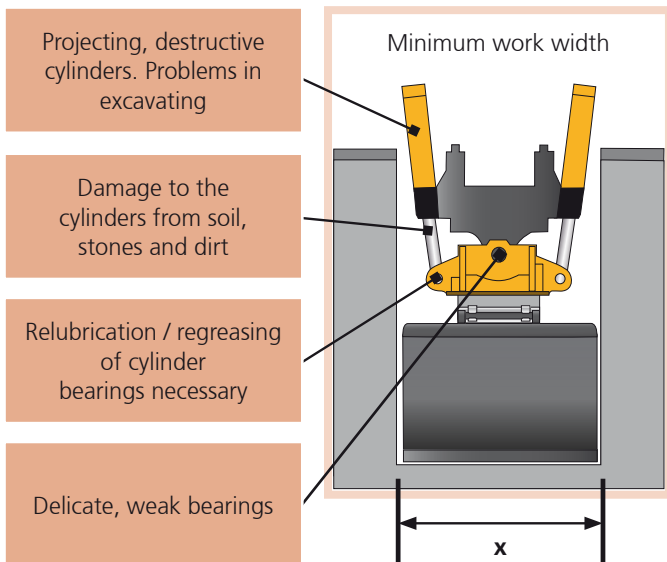 Projecting, destructive
cylinders. Problems in
excavating
Minimum work width
Damage to the
cylinders from soil,
stones and dirt
Relubrication / regreasing
of cylinder
bearings necessary
Delicate, weak bearings
x